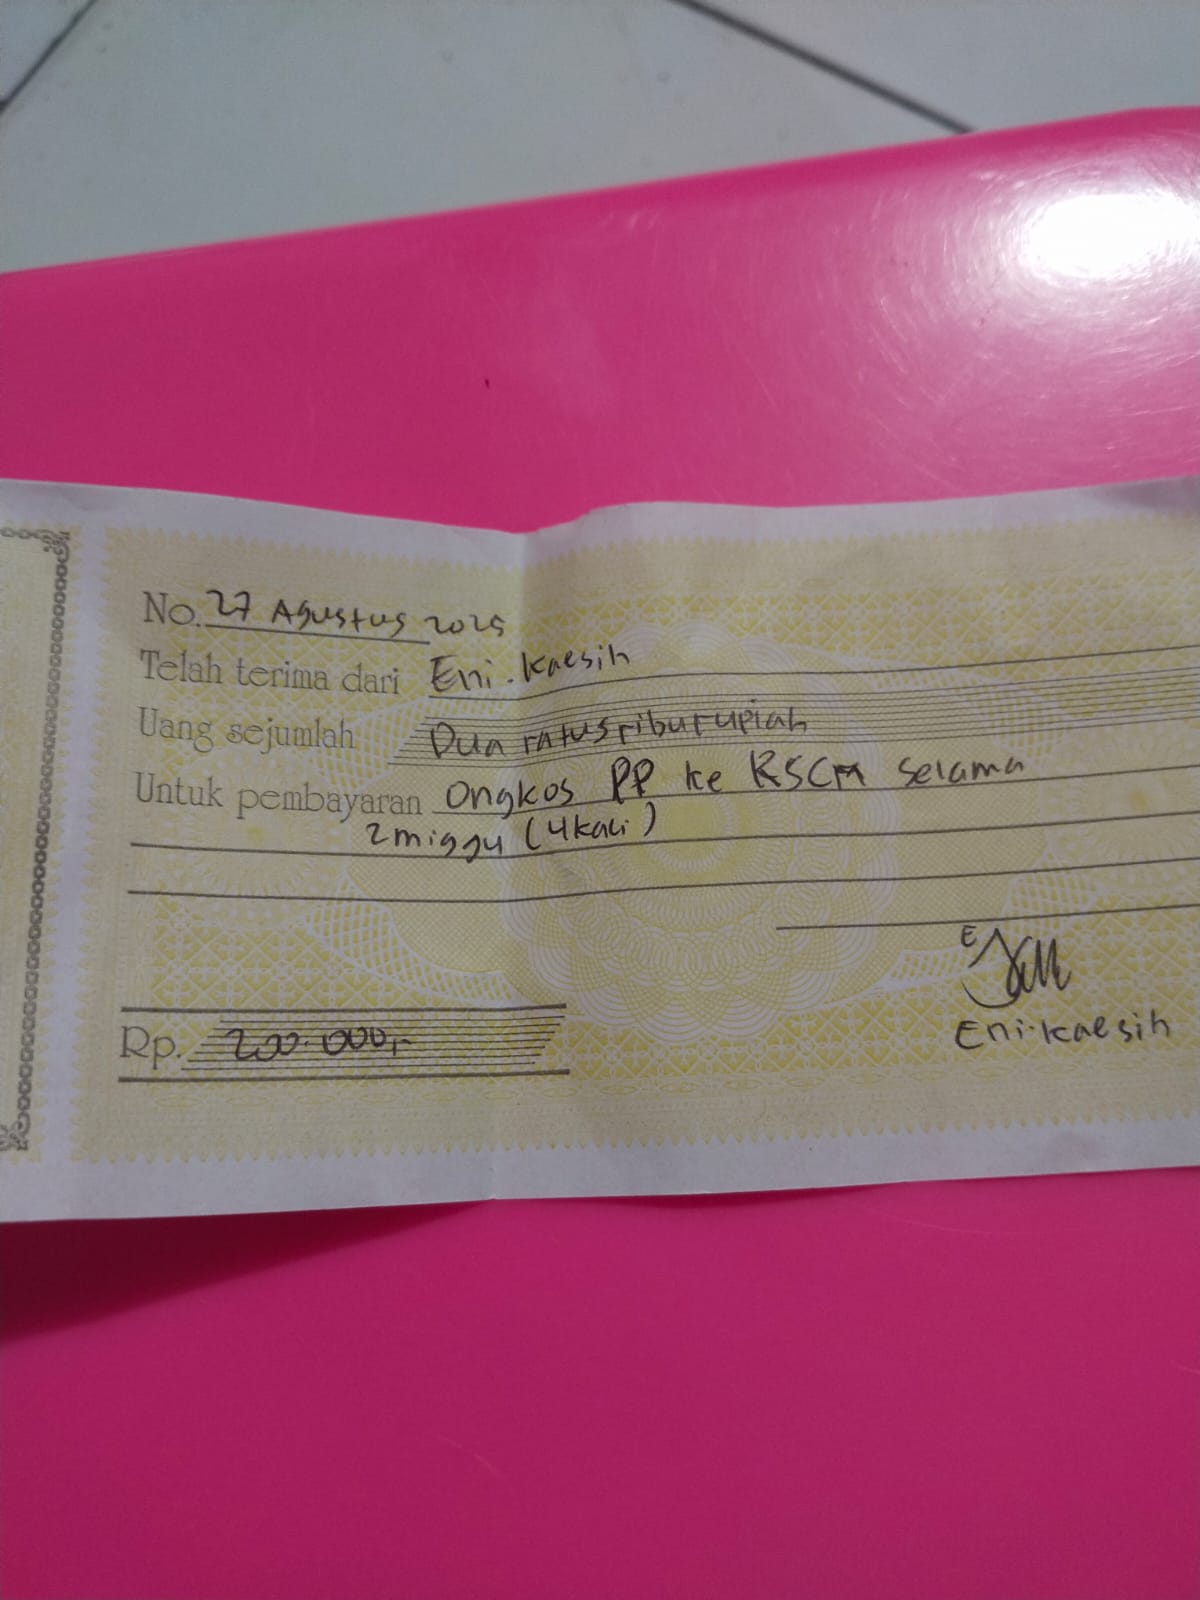 No. 27 Agustus 2025
Telah terima dari Eni. Kaesih
Uang sejumlah Dua ratus ribu rupiah
Untuk pembayaran Ongkos PP ke RSCM selama
2 miggu (4 kali)
Eni. Kaesih
Rp. 200.000,-